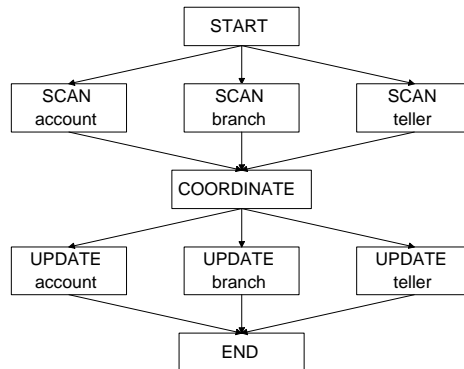 START
SCAN
account
SCAN
branch
SCAN
teller
COORDINATE
UPDATE
account
UPDATE
branch
UPDATE
teller
END